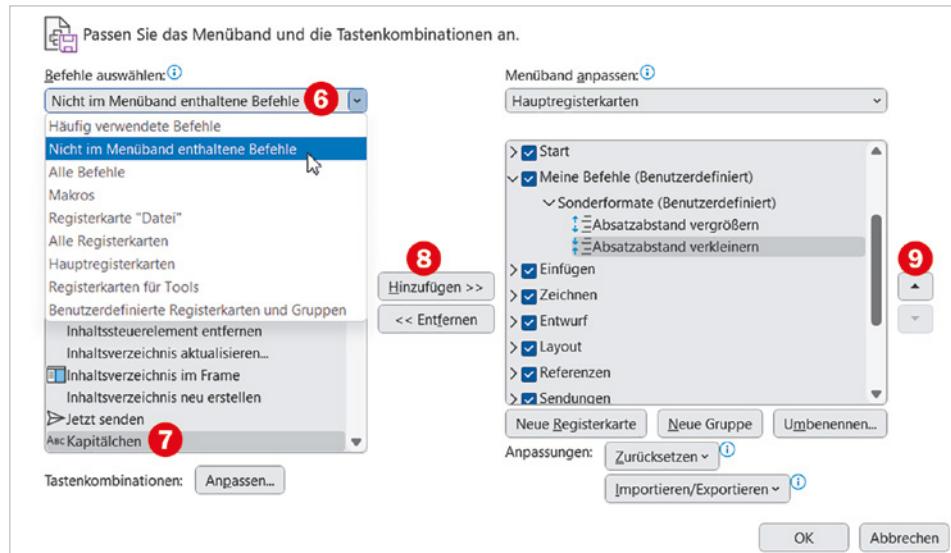 Passen Sie das Menüband und die Tastenkombinationen an.
Befehle auswählen:
Nicht im Menüband enthaltene Befehle 6
Häufig verwendete Befehle
Nicht im Menüband enthaltene Befehle
Alle Befehle
Makros
Registerkarte "Datei"
Alle Registerkarten
Hauptregisterkarten
Registerkarten für Tools
Benutzerdefinierte Registerkarten und Gruppen
Inhaltssteuerelement entfernen
Inhaltsverzeichnis aktualisieren...
Inhaltsverzeichnis im Frame
Inhaltsverzeichnis neu erstellen
Jetzt senden
ABC Kapitälchen 7
Tastenkombinationen: Anpassen...
8
Hinzufügen >>
<< Entfernen
Menüband anpassen:
Hauptregisterkarten
Start
Meine Befehle (Benutzerdefiniert)
Sonderformate (Benutzerdefiniert)
Absatzabstand vergrößern
Absatzabstand verkleinern
Einfügen
Zeichnen
Entwurf
Layout
Referenzen
Sendungen
9
Neue Registerkarte Neue Gruppe Umbenennen...
Anpassungen: Zurücksetzen
Importieren/Exportieren
OK Abbrechen